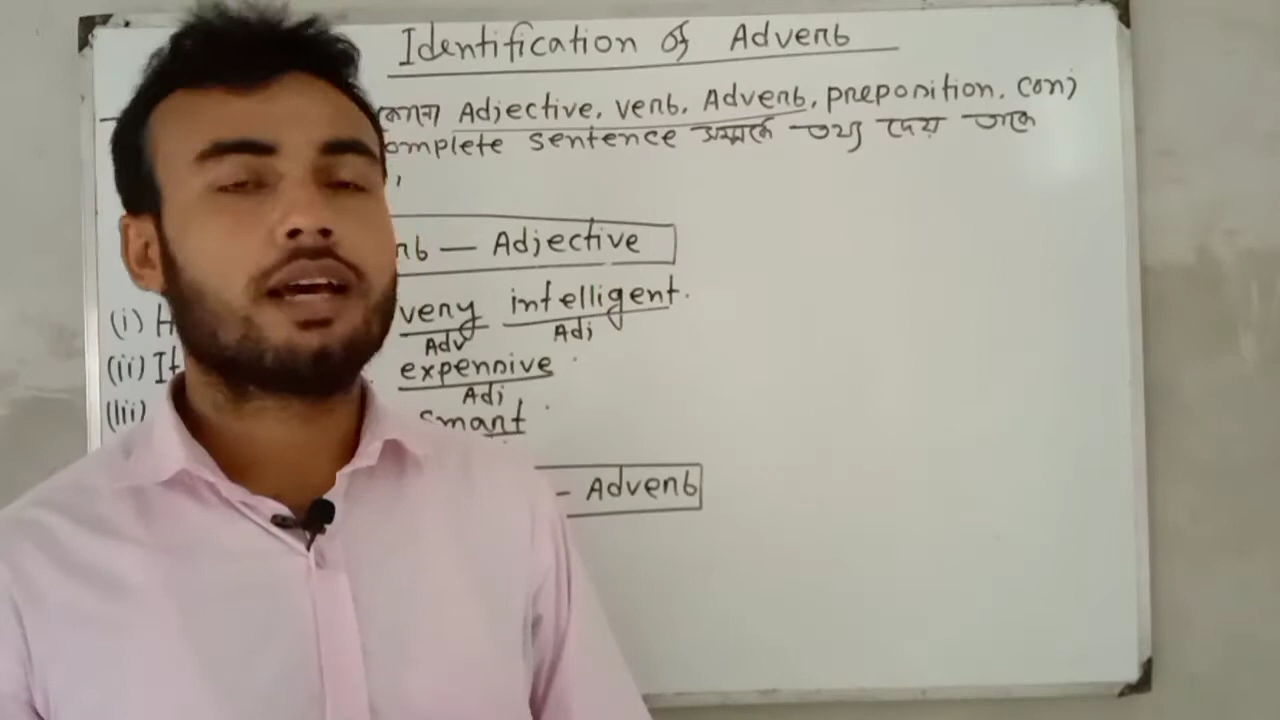 Identification of Adverb
কোনো Adjective, verb, Adverb, preposition, conj
omplete sentence সম্পর্কে তথ্য দেয় তাকে
rb — Adjective
(i) H very intelligent.
Adv Adj
(ii) It expensive
Adj
(iii) smart
- Adverb